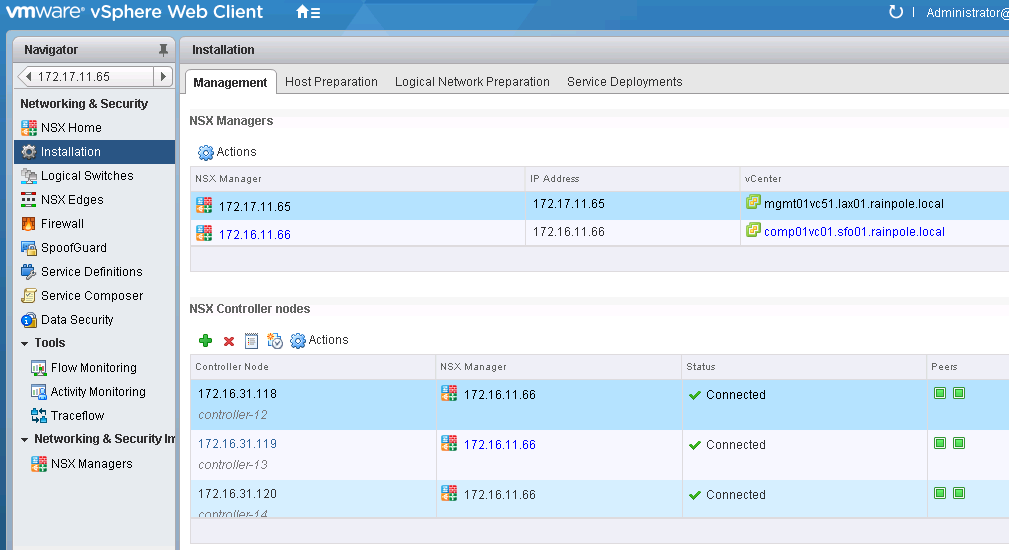 vmware® vSphere Web Client
Administrator@
Navigator
172.17.11.65
Networking & Security
NSX Home
Installation
Logical Switches
NSX Edges
Firewall
SpoofGuard
Service Definitions
Service Composer
Data Security
Tools
Flow Monitoring
Activity Monitoring
Traceflow
Networking & Security In
NSX Managers
Installation
Management Host Preparation Logical Network Preparation Service Deployments
NSX Managers
Actions
NSX Manager IP Address vCenter
172.17.11.65 172.17.11.65 mgmt01vc51.lax01.rainpole.local
172.16.11.66 172.16.11.66 comp01vc01.sfo01.rainpole.local
NSX Controller nodes
Actions
Controller Node NSX Manager Status Peers
172.16.31.118 172.16.11.66 Connected
controller-12
172.16.31.119 172.16.11.66 Connected
controller-13
172.16.31.120 172.16.11.66 Connected
controller-14